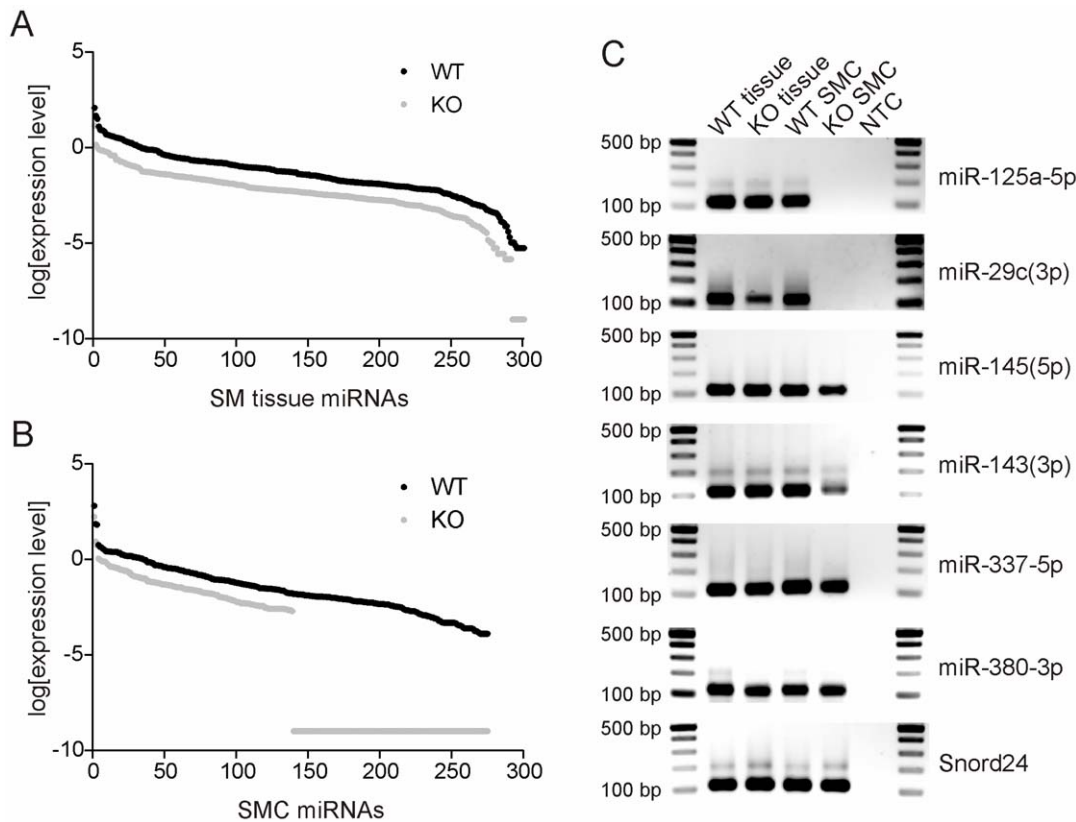 A
5
0
-5
-10
log[expression level]
WT
KO
0 50 100 150 200 250 300
SM tissue miRNAs
B
5
0
-5
-10
log[expression level]
WT
KO
0 50 100 150 200 250 300
SMC miRNAs
C
WT tissue
KO tissue
WT SMC
KO SMC
NTC
500 bp
100 bp
miR-125a-5p
500 bp
100 bp
miR-29c(3p)
500 bp
100 bp
miR-145(5p)
500 bp
100 bp
miR-143(3p)
500 bp
100 bp
miR-337-5p
500 bp
100 bp
miR-380-3p
500 bp
100 bp
Snord24